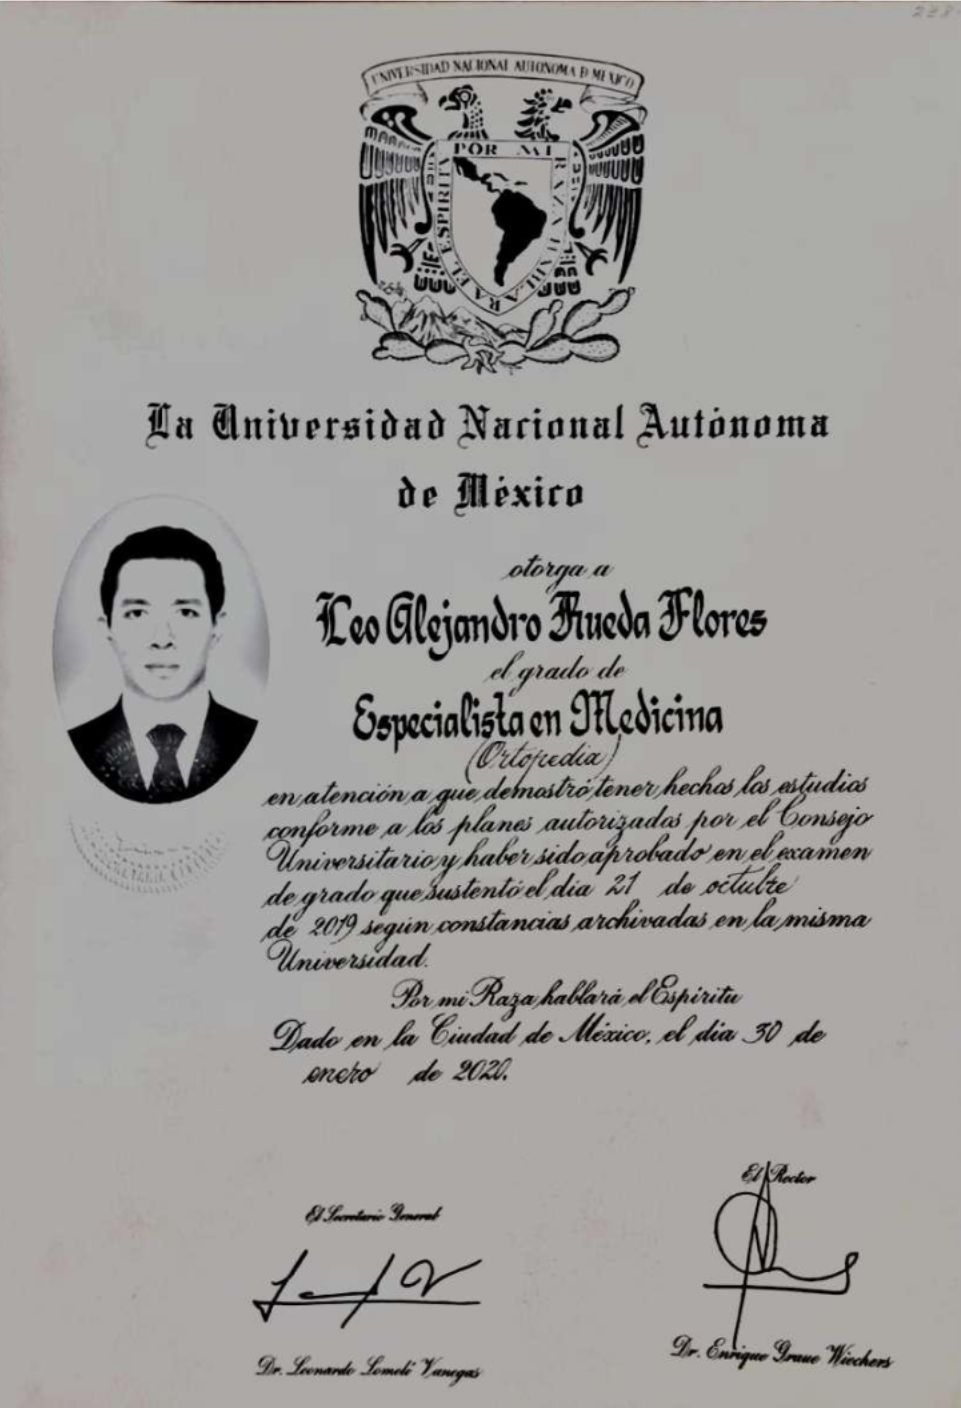 UNIVERSIDAD NACIONAL AUTONOMA D MEXICO
POR MI RAZA HABLARA EL ESPIRITU
La Universidad Nacional Autónoma
de México
otorga a
Leo Alejandro Rueda Flores
el grado de
Especialista en Medicina
(Ortopedia)
en atención a que demostró tener hechos los estudios
conforme a los planes autorizados por el Consejo
Universitario y haber sido aprobado en el examen
de grado que sustentó el día 21 de octubre
de 2019 según constancias archivadas en la misma
Universidad.
Por mi Raza hablará el Espíritu
Dado en la Ciudad de México, el día 30 de
enero de 2020.
El Secretario General
El Rector
Dr. Leonardo Lomelí Vanegas
Dr. Enrique Graue Wiechers